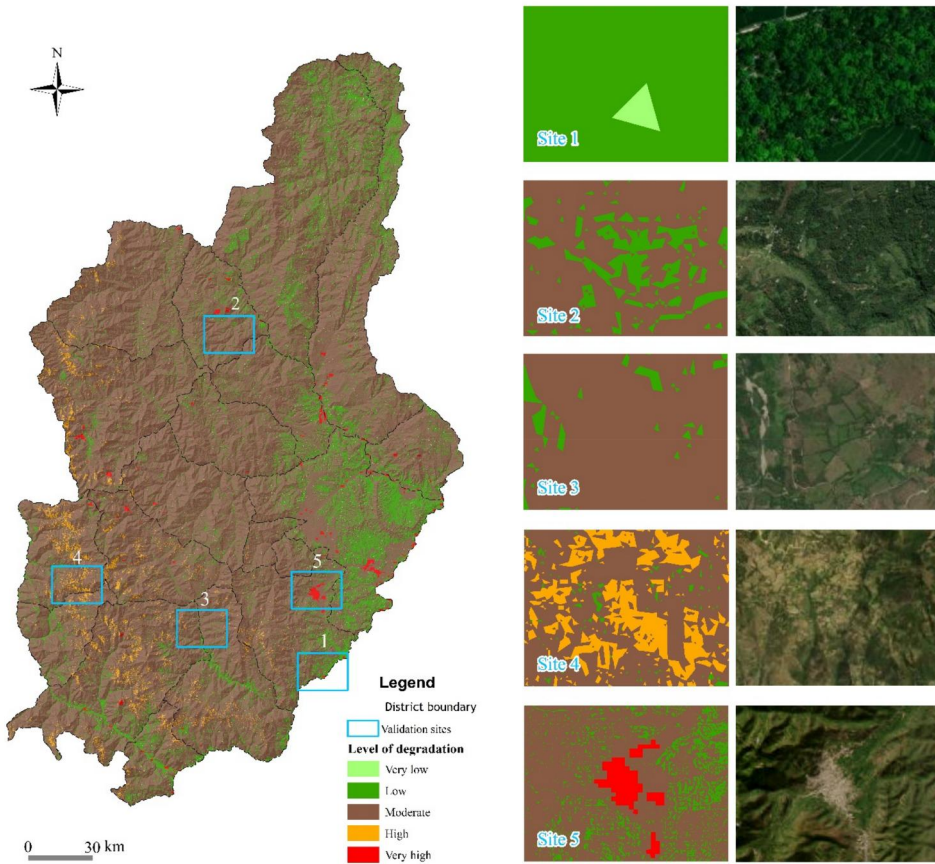 N
2
4
3
5
1
Legend
District boundary
Validation sites
Level of degradation
Very low
Low
Moderate
High
Very high
0 30 km
Site 1
Site 2
Site 3
Site 4
Site 5